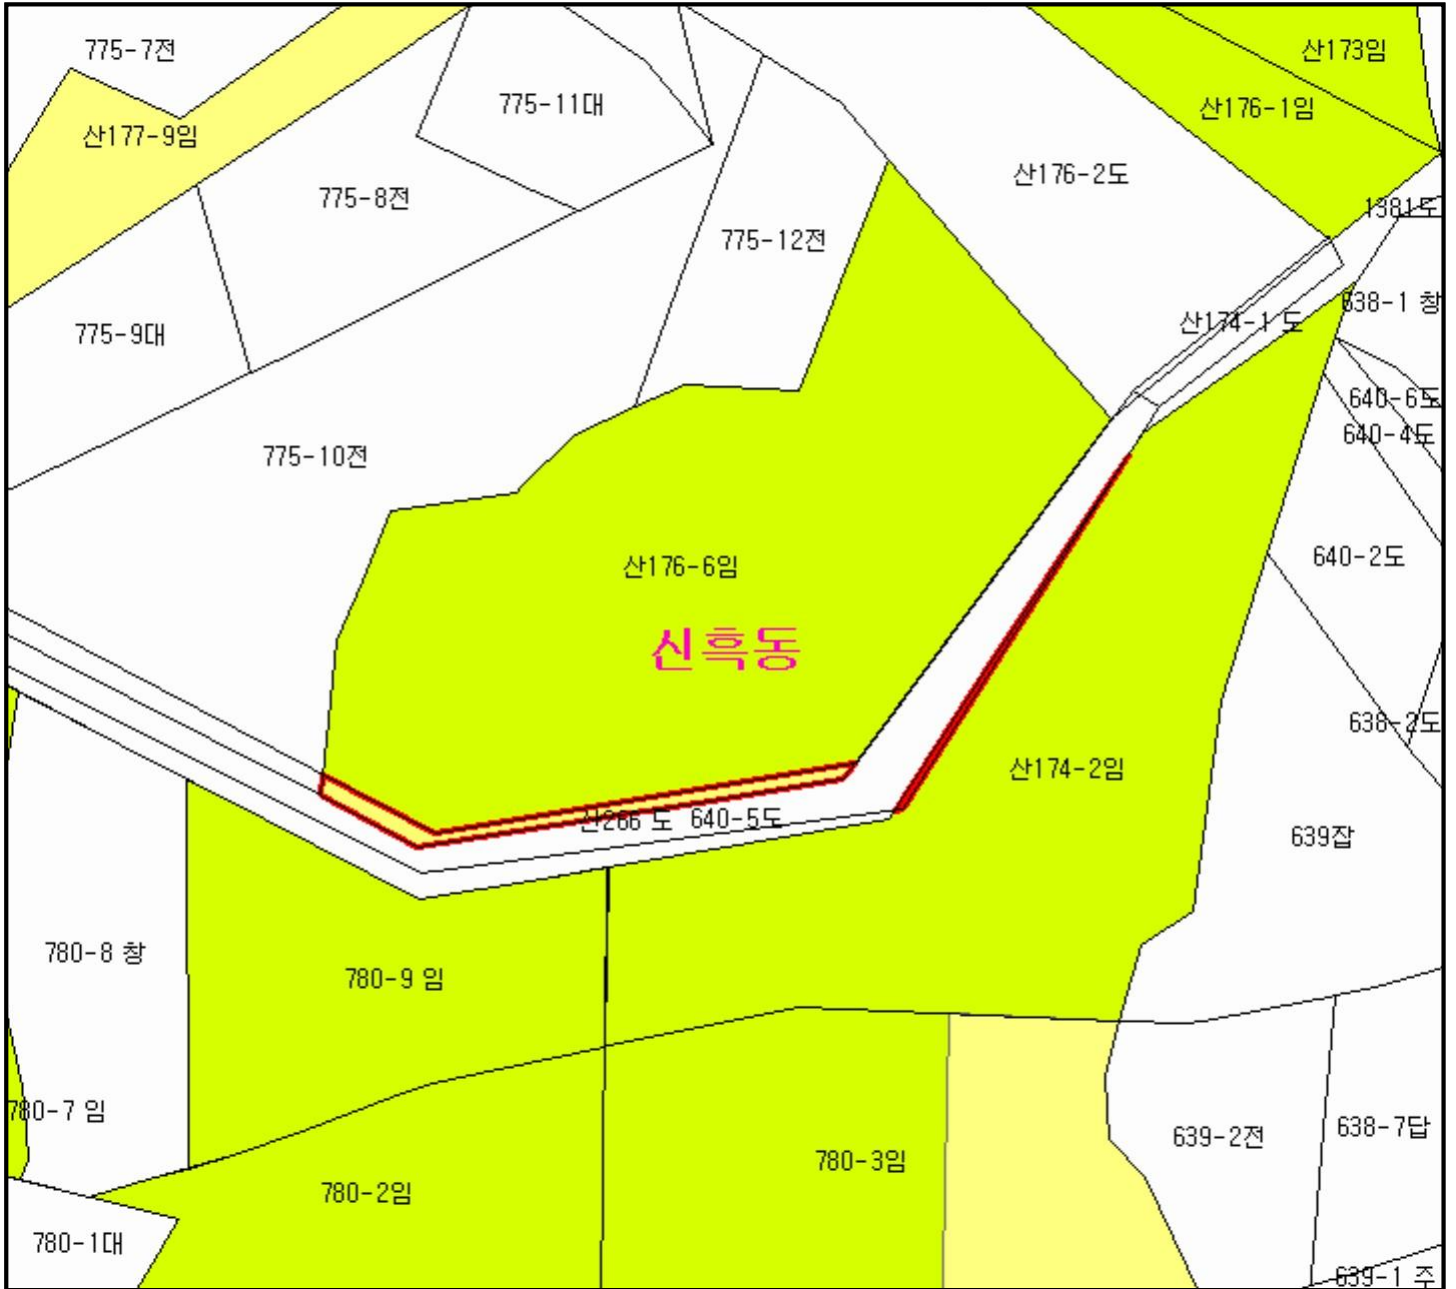 775-7전
산173임
775-11대
산176-1임
산177-9임
산176-2도
775-8전
1381도
775-12전
638-1 창
산174-1 도
775-9대
640-6도
640-4도
775-10전
640-2도
산176-6임
신흑동
638-2도
산174-2임
산266 도 640-5도
639잡
780-8 창
780-9 임
780-7 임
638-7답
639-2전
780-3임
780-2임
780-1대
639-1 주